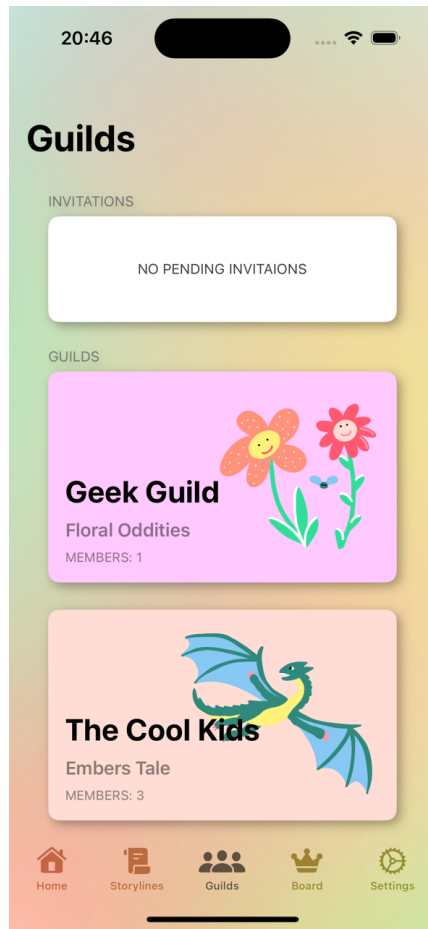 20:46
Guilds
INVITATIONS
NO PENDING INVITAIONS
GUILDS
Geek Guild
Floral Oddities
MEMBERS: 1
The Cool Kids
Embers Tale
MEMBERS: 3
Home Storylines Guilds Board Settings